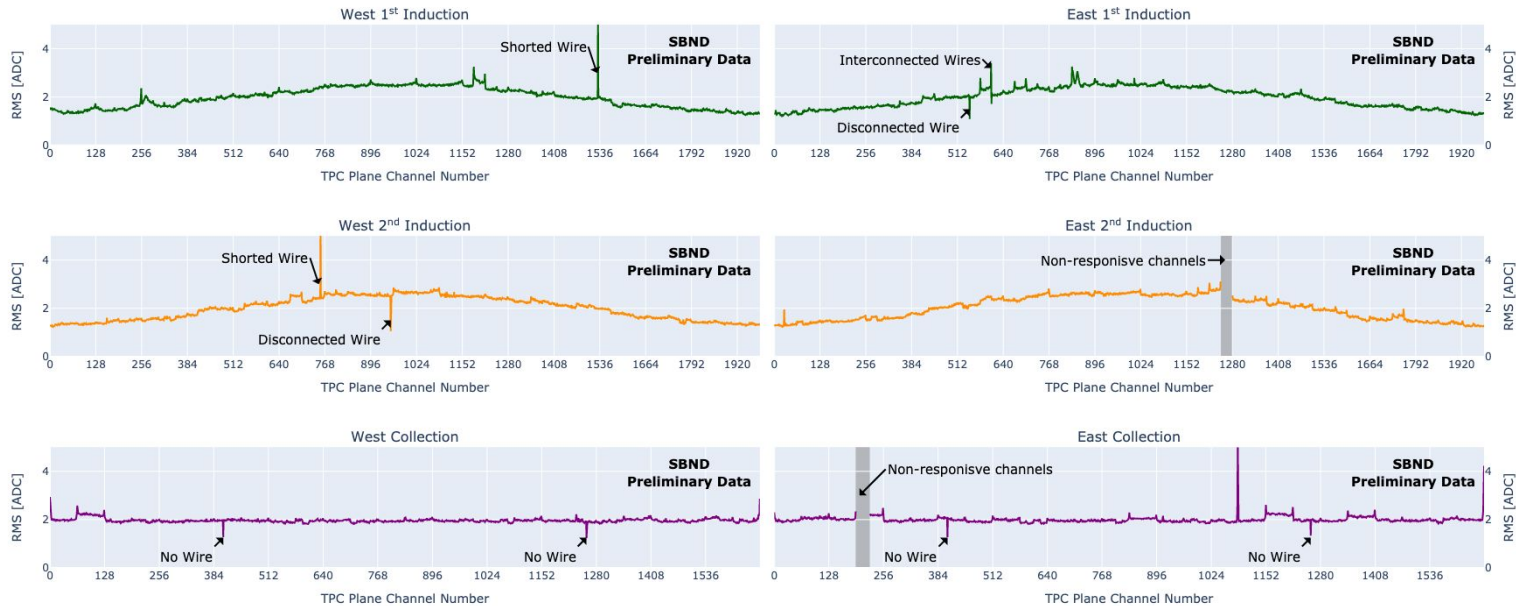 West 1st Induction
East 1st Induction
RMS [ADC]
4
2
0
Shorted Wire
SBND
Preliminary Data
0 128 256 384 512 640 768 896 1024 1152 1280 1408 1536 1664 1792 1920
TPC Plane Channel Number
Interconnected Wires
Disconnected Wire
SBND
Preliminary Data
4
2
0
RMS [ADC]
0 128 256 384 512 640 768 896 1024 1152 1280 1408 1536 1664 1792 1920
TPC Plane Channel Number
West 2nd Induction
East 2nd Induction
RMS [ADC]
4
2
0
Shorted Wire
Disconnected Wire
SBND
Preliminary Data
0 128 256 384 512 640 768 896 1024 1152 1280 1408 1536 1664 1792 1920
TPC Plane Channel Number
Non-responisve channels
SBND
Preliminary Data
4
2
0
RMS [ADC]
0 128 256 384 512 640 768 896 1024 1152 1280 1408 1536 1664 1792 1920
TPC Plane Channel Number
West Collection
East Collection
RMS [ADC]
4
2
0
No Wire
No Wire
SBND
Preliminary Data
0 128 256 384 512 640 768 896 1024 1152 1280 1408 1536
TPC Plane Channel Number
Non-responisve channels
No Wire
No Wire
SBND
Preliminary Data
4
2
0
RMS [ADC]
0 128 256 384 512 640 768 896 1024 1152 1280 1408 1536
TPC Plane Channel Number